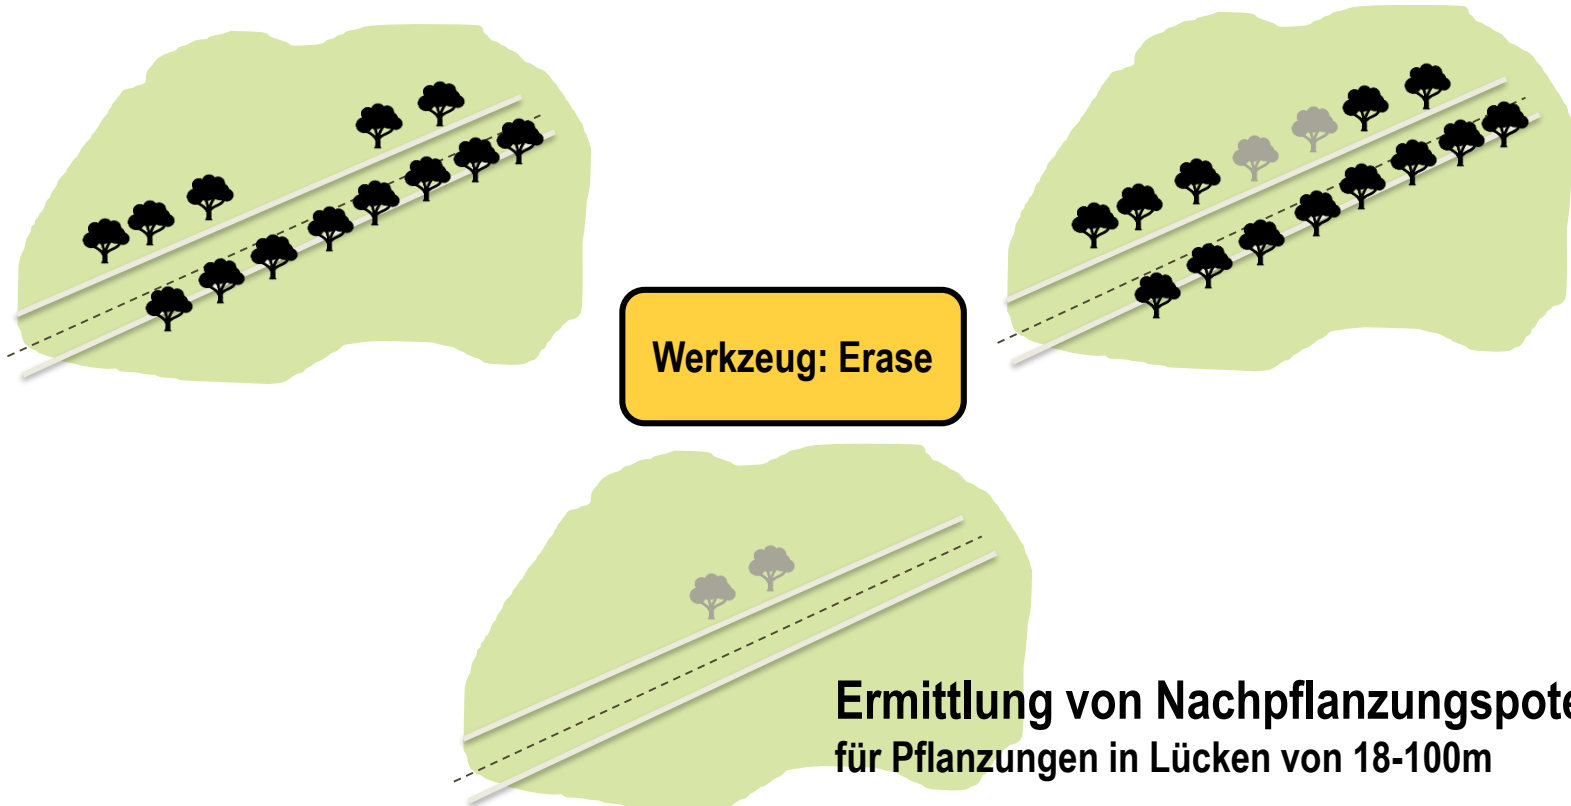 Werkzeug: Erase
Ermittlung von Nachpflanzungspote
für Pflanzungen in Lücken von 18-100m